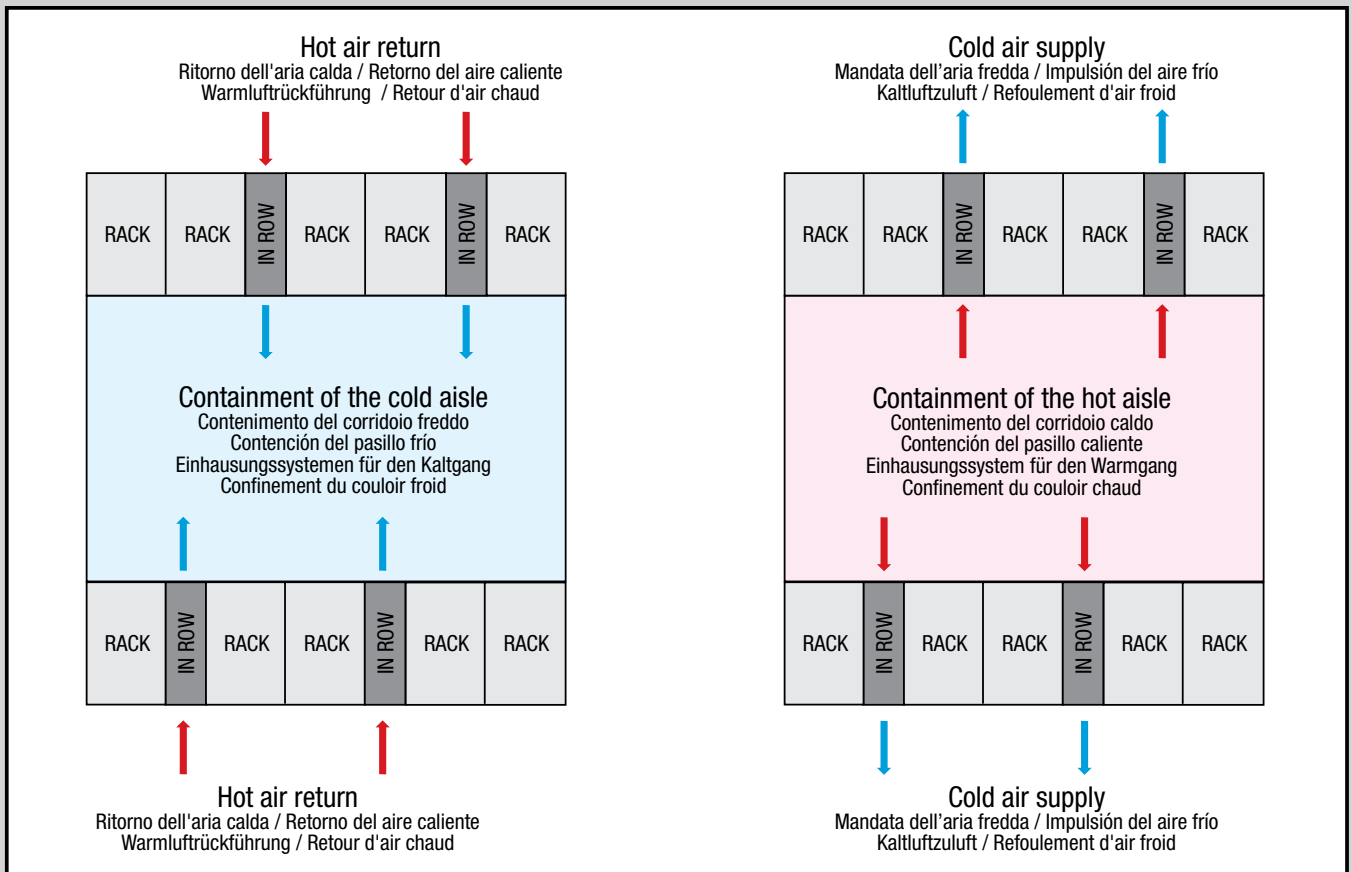 Hot air return
Ritorno dell'aria calda / Retorno del aire caliente
Warmluftrückführung / Retour d'air chaud
RACK RACK IN ROW RACK RACK IN ROW RACK
Containment of the cold aisle
Contenimento del corridoio freddo
Contención del pasillo frío
Einhausungssystemen für den Kaltgang
Confinement du couloir froid
RACK IN ROW RACK RACK IN ROW RACK RACK
Hot air return
Ritorno dell'aria calda / Retorno del aire caliente
Warmluftrückführung / Retour d'air chaud
Cold air supply
Mandata dell’aria fredda / Impulsión del aire frío
Kaltluftzuluft / Refoulement d'air froid
RACK RACK IN ROW RACK RACK IN ROW RACK
Containment of the hot aisle
Contenimento del corridoio caldo
Contención del pasillo caliente
Einhausungssystem für den Warmgang
Confinement du couloir chaud
RACK IN ROW RACK RACK IN ROW RACK RACK
Cold air supply
Mandata dell’aria fredda / Impulsión del aire frío
Kaltluftzuluft / Refoulement d'air froid